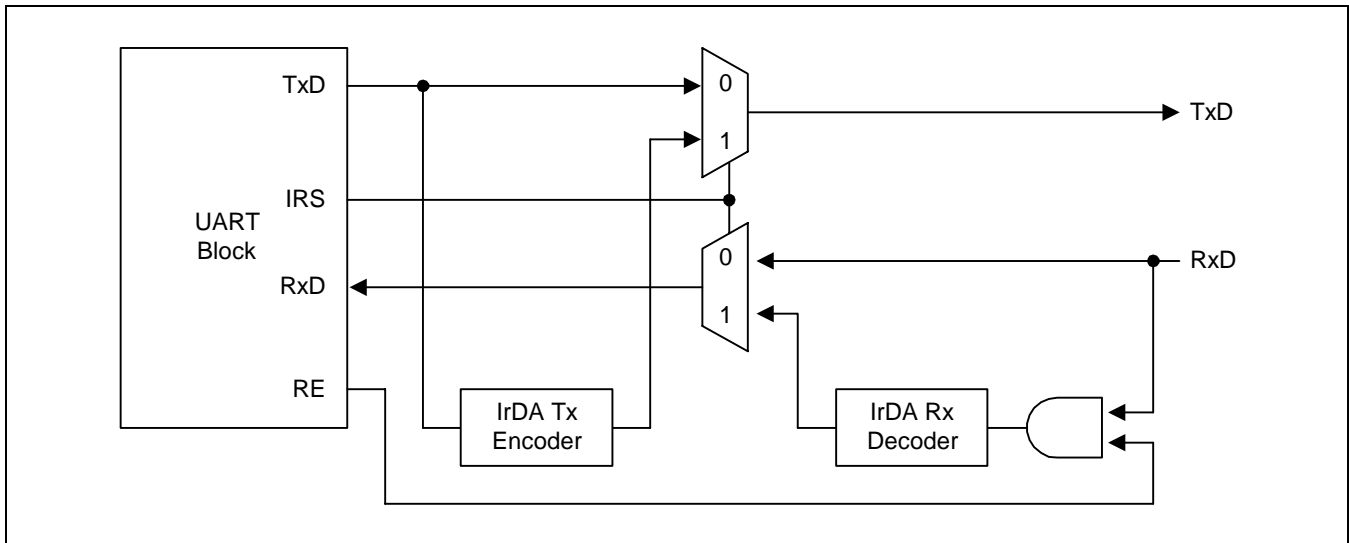 TxD
0
TxD
1
IRS
UART
Block
0
RxD
RxD
1
RE
IrDA Tx
Encoder
IrDA Rx
Decoder